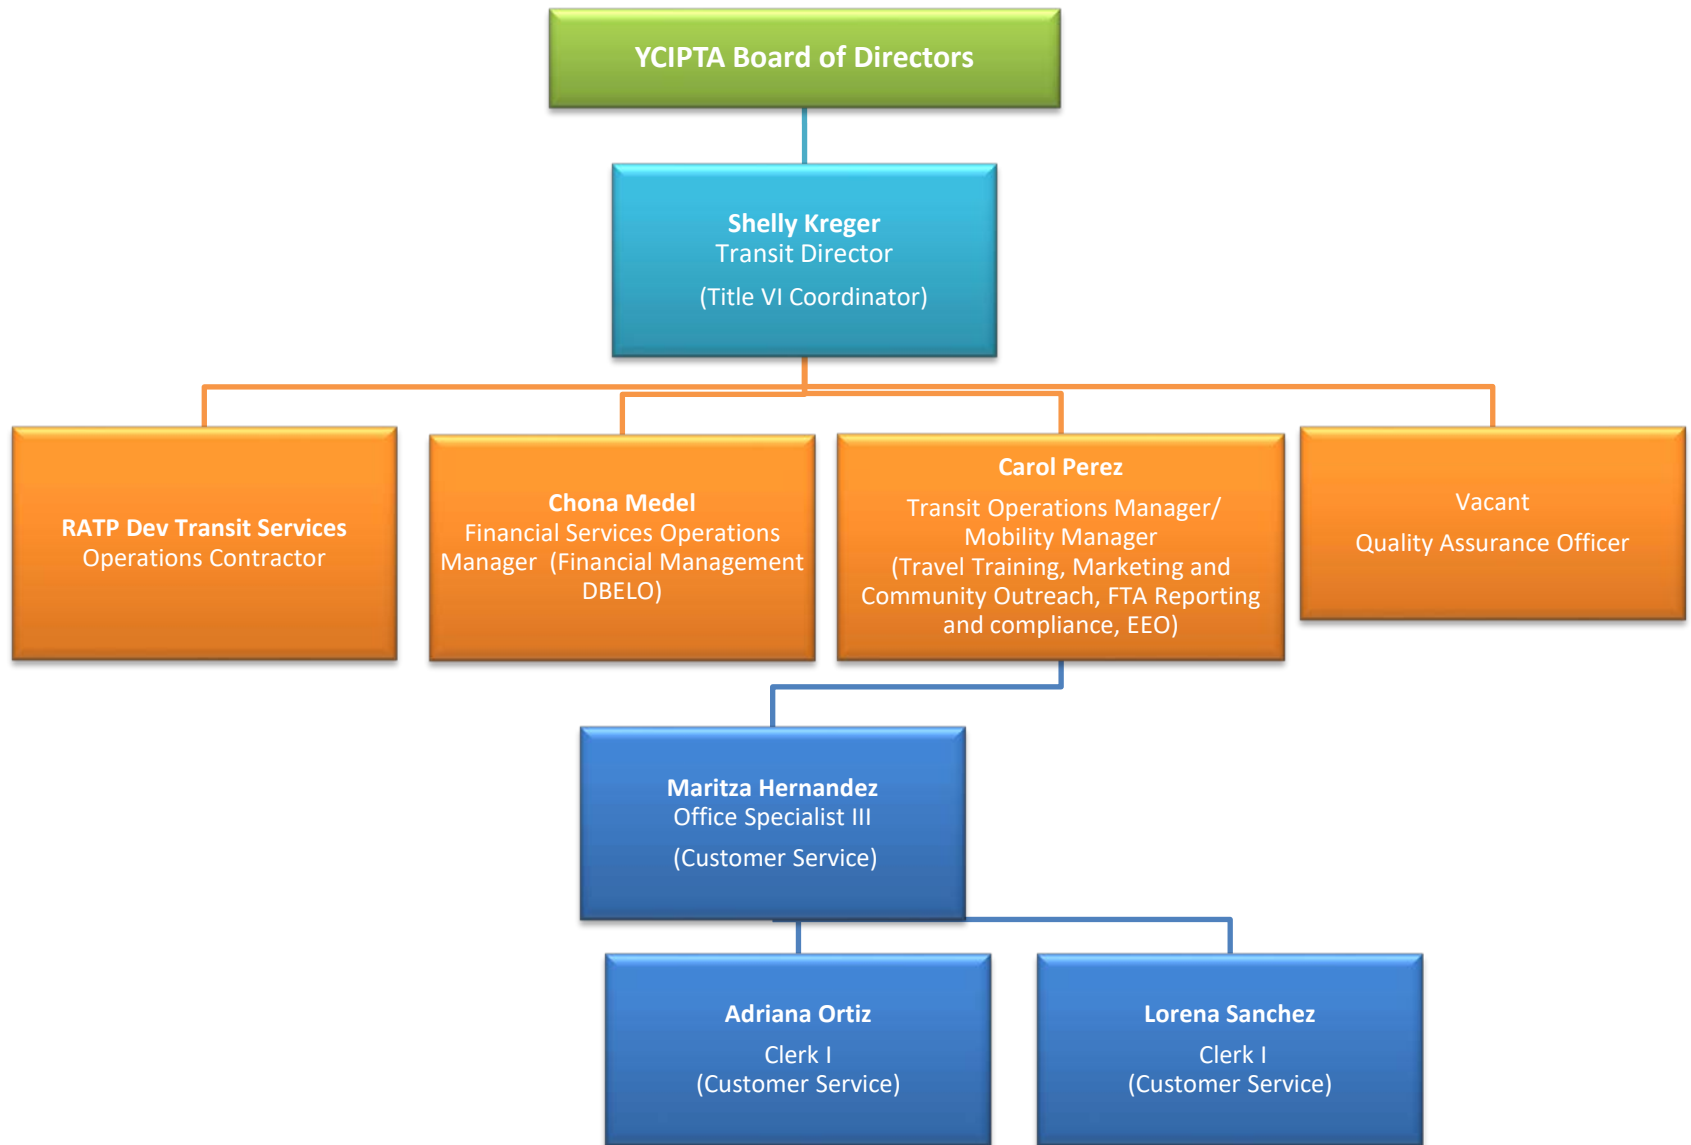 YCIPTA Board of Directors
Shelly Kreger
Transit Director
(Title VI Coordinator)
RATP Dev Transit Services
Operations Contractor
Chona Medel
Financial Services Operations
Manager  (Financial Management
DBELO)
Carol Perez
Transit Operations Manager/
Mobility Manager
(Travel Training, Marketing and
Community Outreach, FTA Reporting
and compliance, EEO)
Vacant
Quality Assurance Officer
Maritza Hernandez
Office Specialist III
(Customer Service)
Adriana Ortiz
Clerk I
(Customer Service)
Lorena Sanchez
Clerk I
(Customer Service)